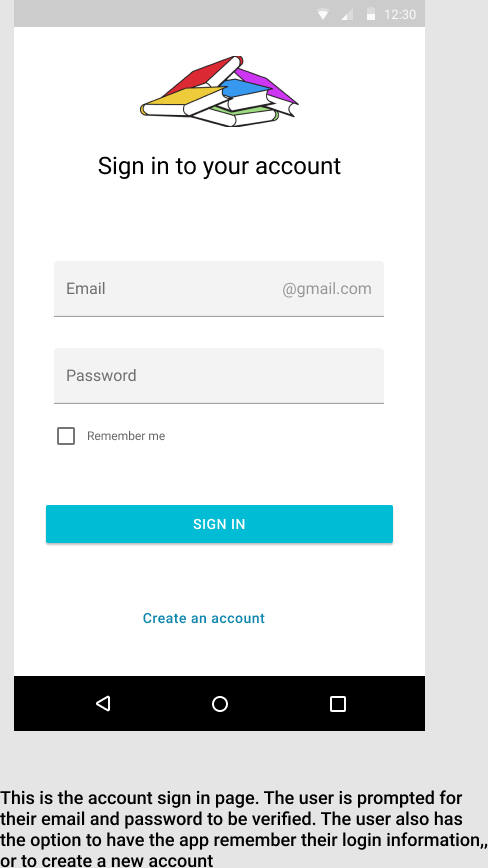 12:30
Sign in to your account
Email @gmail.com
Password
Remember me
SIGN IN
Create an account
This is the account sign in page. The user is prompted for
their email and password to be verified. The user also has
the option to have the app remember their login information,,
or to create a new account